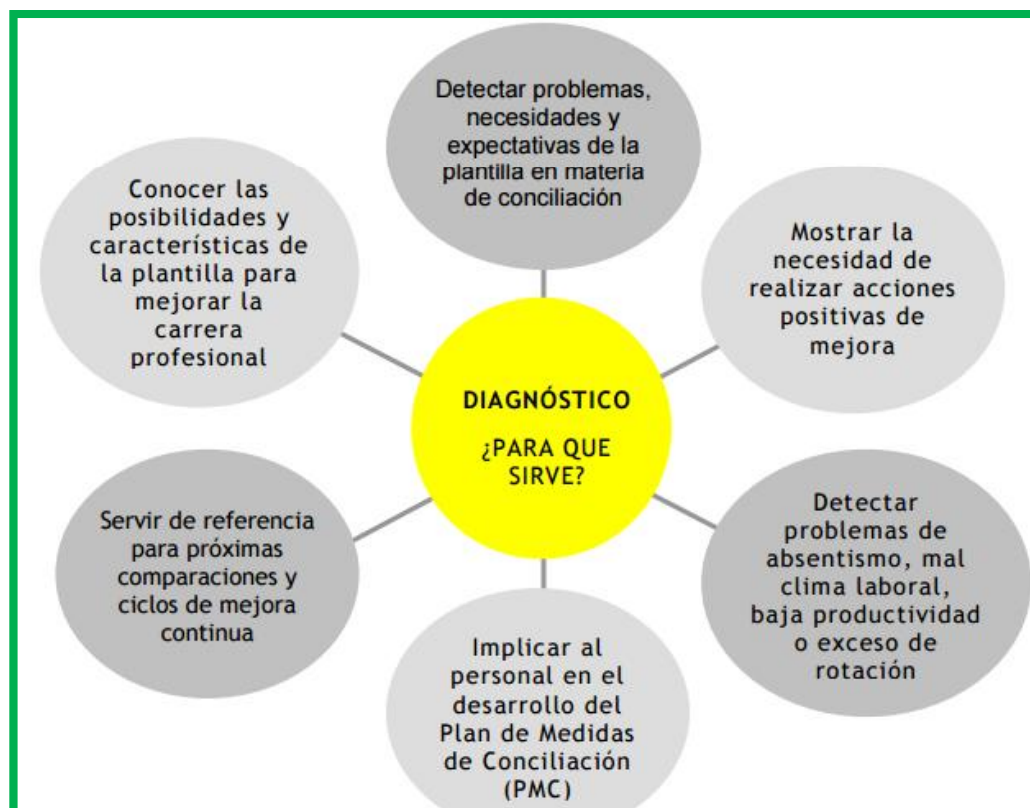 Detectar problemas,
necesidades y
expectativas de la
plantilla en materia
de conciliación
Mostrar la
necesidad de
realizar acciones
positivas de
mejora
Detectar
problemas de
absentismo, mal
clima laboral,
baja productividad
o exceso de
rotación
Implicar al
personal en el
desarrollo del
Plan de Medidas
de Conciliación
(PMC)
Servir de referencia
para próximas
comparaciones y
ciclos de mejora
continua
Conocer las
posibilidades y
características de
la plantilla para
mejorar la
carrera
profesional
DIAGNÓSTICO
¿PARA QUE
SIRVE?